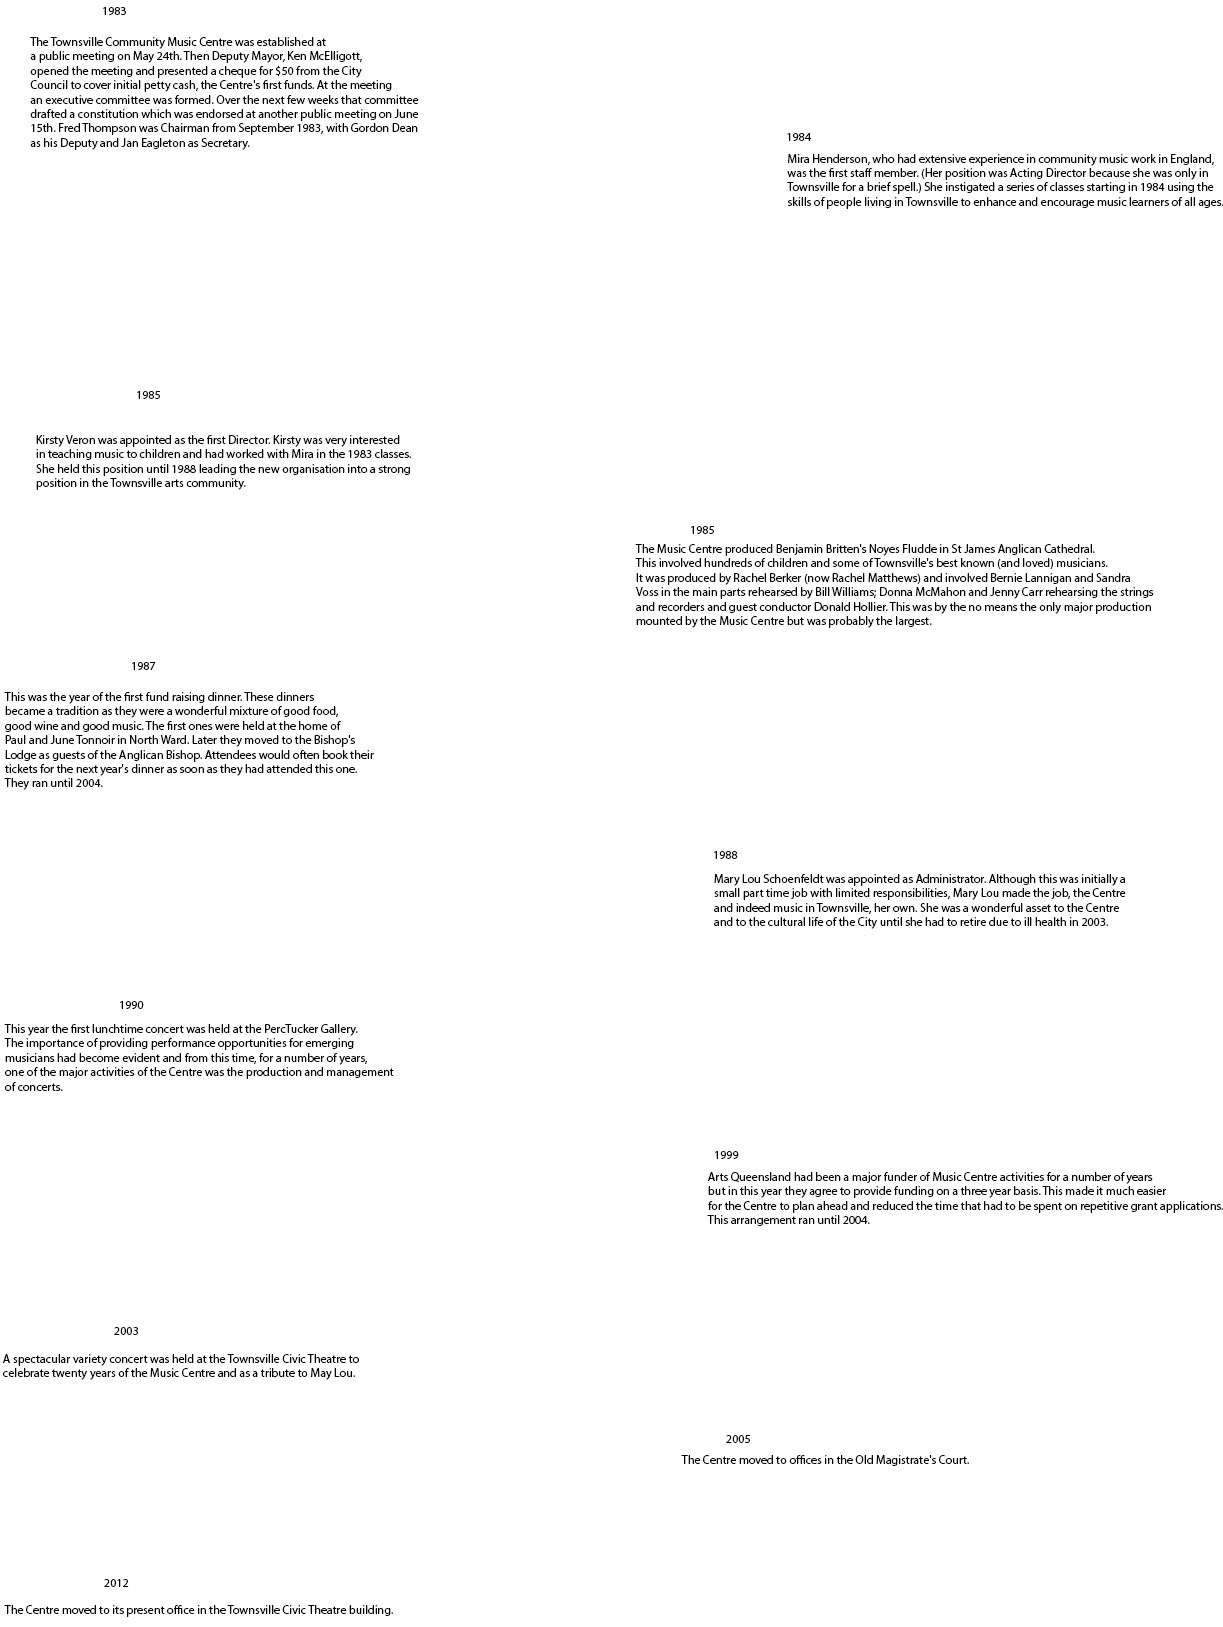 1983
The Townsville Community Music Centre was established at
a public meeting on May 24th. Then Deputy Mayor, Ken McElligott,
opened the meeting and presented a cheque for $50 from the City
Council to cover initial petty cash, the Centre's first funds. At the meeting
an executive committee was formed. Over the next few weeks that committee
drafted a constitution which was endorsed at another public meeting on June
15th. Fred Thompson was Chairman from September 1983, with Gordon Dean
as his Deputy and Jan Eagleton as Secretary.
1984
Mira Henderson, who had extensive experience in community music work in England,
was the first staff member. (Her position was Acting Director because she was only in
Townsville for a brief spell.) She instigated a series of classes starting in 1984 using the
skills of people living in Townsville to enhance and encourage music learners of all ages.
1985
Kirsty Veron was appointed as the first Director. Kirsty was very interested
in teaching music to children and had worked with Mira in the 1983 classes.
She held this position until 1988 leading the new organisation into a strong
position in the Townsville arts community.
1985
The Music Centre produced Benjamin Britten's Noyes Fludde in St James Anglican Cathedral.
This involved hundreds of children and some of Townsville's best known (and loved) musicians.
It was produced by Rachel Berker (now Rachel Matthews) and involved Bernie Lannigan and Sandra
Voss in the main parts rehearsed by Bill Williams; Donna McMahon and Jenny Carr rehearsing the strings
and recorders and guest conductor Donald Hollier. This was by the no means the only major production
mounted by the Music Centre but was probably the largest.
1987
This was the year of the first fund raising dinner. These dinners
became a tradition as they were a wonderful mixture of good food,
good wine and good music. The first ones were held at the home of
Paul and June Tonnoir in North Ward. Later they moved to the Bishop's
Lodge as guests of the Anglican Bishop. Attendees would often book their
tickets for the next year's dinner as soon as they had attended this one.
They ran until 2004.
1988
Mary Lou Schoenfeldt was appointed as Administrator. Although this was initially a
small part time job with limited responsibilities, Mary Lou made the job, the Centre
and indeed music in Townsville, her own. She was a wonderful asset to the Centre
and to the cultural life of the City until she had to retire due to ill health in 2003.
1990
This year the first lunchtime concert was held at the PercTucker Gallery.
The importance of providing performance opportunities for emerging
musicians had become evident and from this time, for a number of years,
one of the major activities of the Centre was the production and management
of concerts.
1999
Arts Queensland had been a major funder of Music Centre activities for a number of years
but in this year they agree to provide funding on a three year basis. This made it much easier
for the Centre to plan ahead and reduced the time that had to be spent on repetitive grant applications.
This arrangement ran until 2004.
2003
A spectacular variety concert was held at the Townsville Civic Theatre to
celebrate twenty years of the Music Centre and as a tribute to May Lou.
2005
The Centre moved to offices in the Old Magistrate's Court.
2012
The Centre moved to its present office in the Townsville Civic Theatre building.